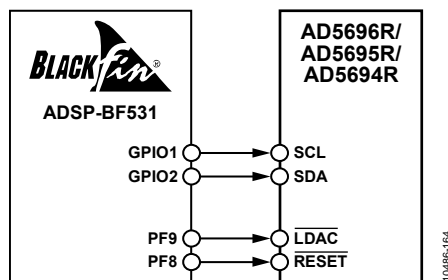 BLACKfin®
ADSP-BF531
GPIO1
GPIO2
PF9
PF8
AD5696R/
AD5695R/
AD5694R
SCL
SDA
LDAC
RESET
10486-164